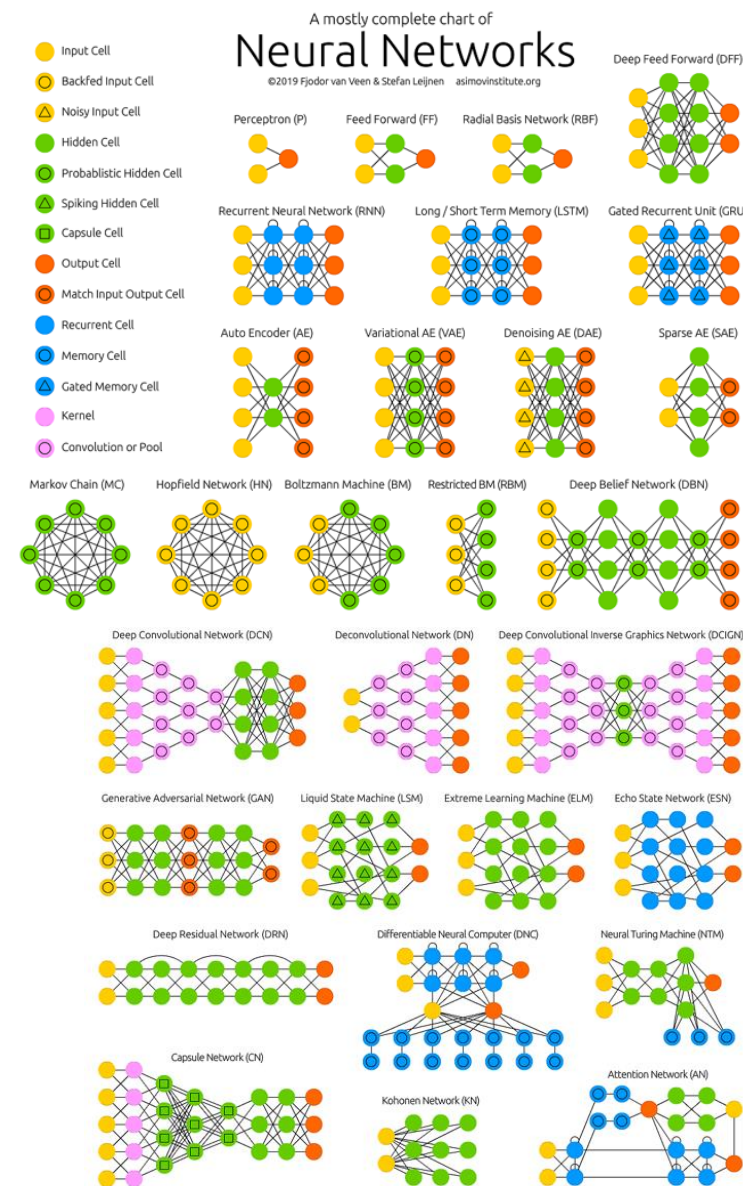 A mostly complete chart of
Neural Networks
©2019 Fjodor van Veen & Stefan Leijnen asimovinstitute.org
Input Cell
Backfed Input Cell
Noisy Input Cell
Hidden Cell
Probablistic Hidden Cell
Spiking Hidden Cell
Capsule Cell
Output Cell
Match Input Output Cell
Recurrent Cell
Memory Cell
Gated Memory Cell
Kernel
Convolution or Pool
Deep Feed Forward (DFF)
Perceptron (P) Feed Forward (FF) Radial Basis Network (RBF)
Recurrent Neural Network (RNN) Long / Short Term Memory (LSTM) Gated Recurrent Unit (GRU
Auto Encoder (AE) Variational AE (VAE) Denoising AE (DAE) Sparse AE (SAE)
Markov Chain (MC) Hopfield Network (HN) Boltzmann Machine (BM) Restricted BM (RBM) Deep Belief Network (DBN)
Deep Convolutional Network (DCN) Deconvolutional Network (DN) Deep Convolutional Inverse Graphics Network (DCIGN)
Generative Adversarial Network (GAN) Liquid State Machine (LSM) Extreme Learning Machine (ELM) Echo State Network (ESN)
Deep Residual Network (DRN) Differentiable Neural Computer (DNC) Neural Turing Machine (NTM)
Capsule Network (CN) Kohonen Network (KN) Attention Network (AN)